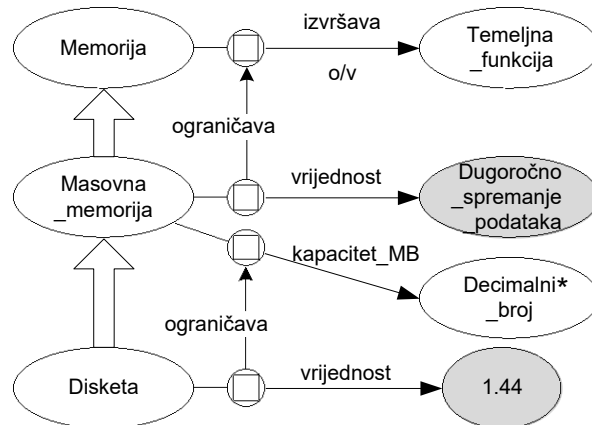 Memorija
izvršava
o/v
Temeljna
_funkcija
ograničava
Masovna
_memorija
vrijednost
Dugoročno
_spremanje
_podataka
kapacitet_MB
Decimalni*
_broj
ograničava
Disketa
vrijednost
1.44